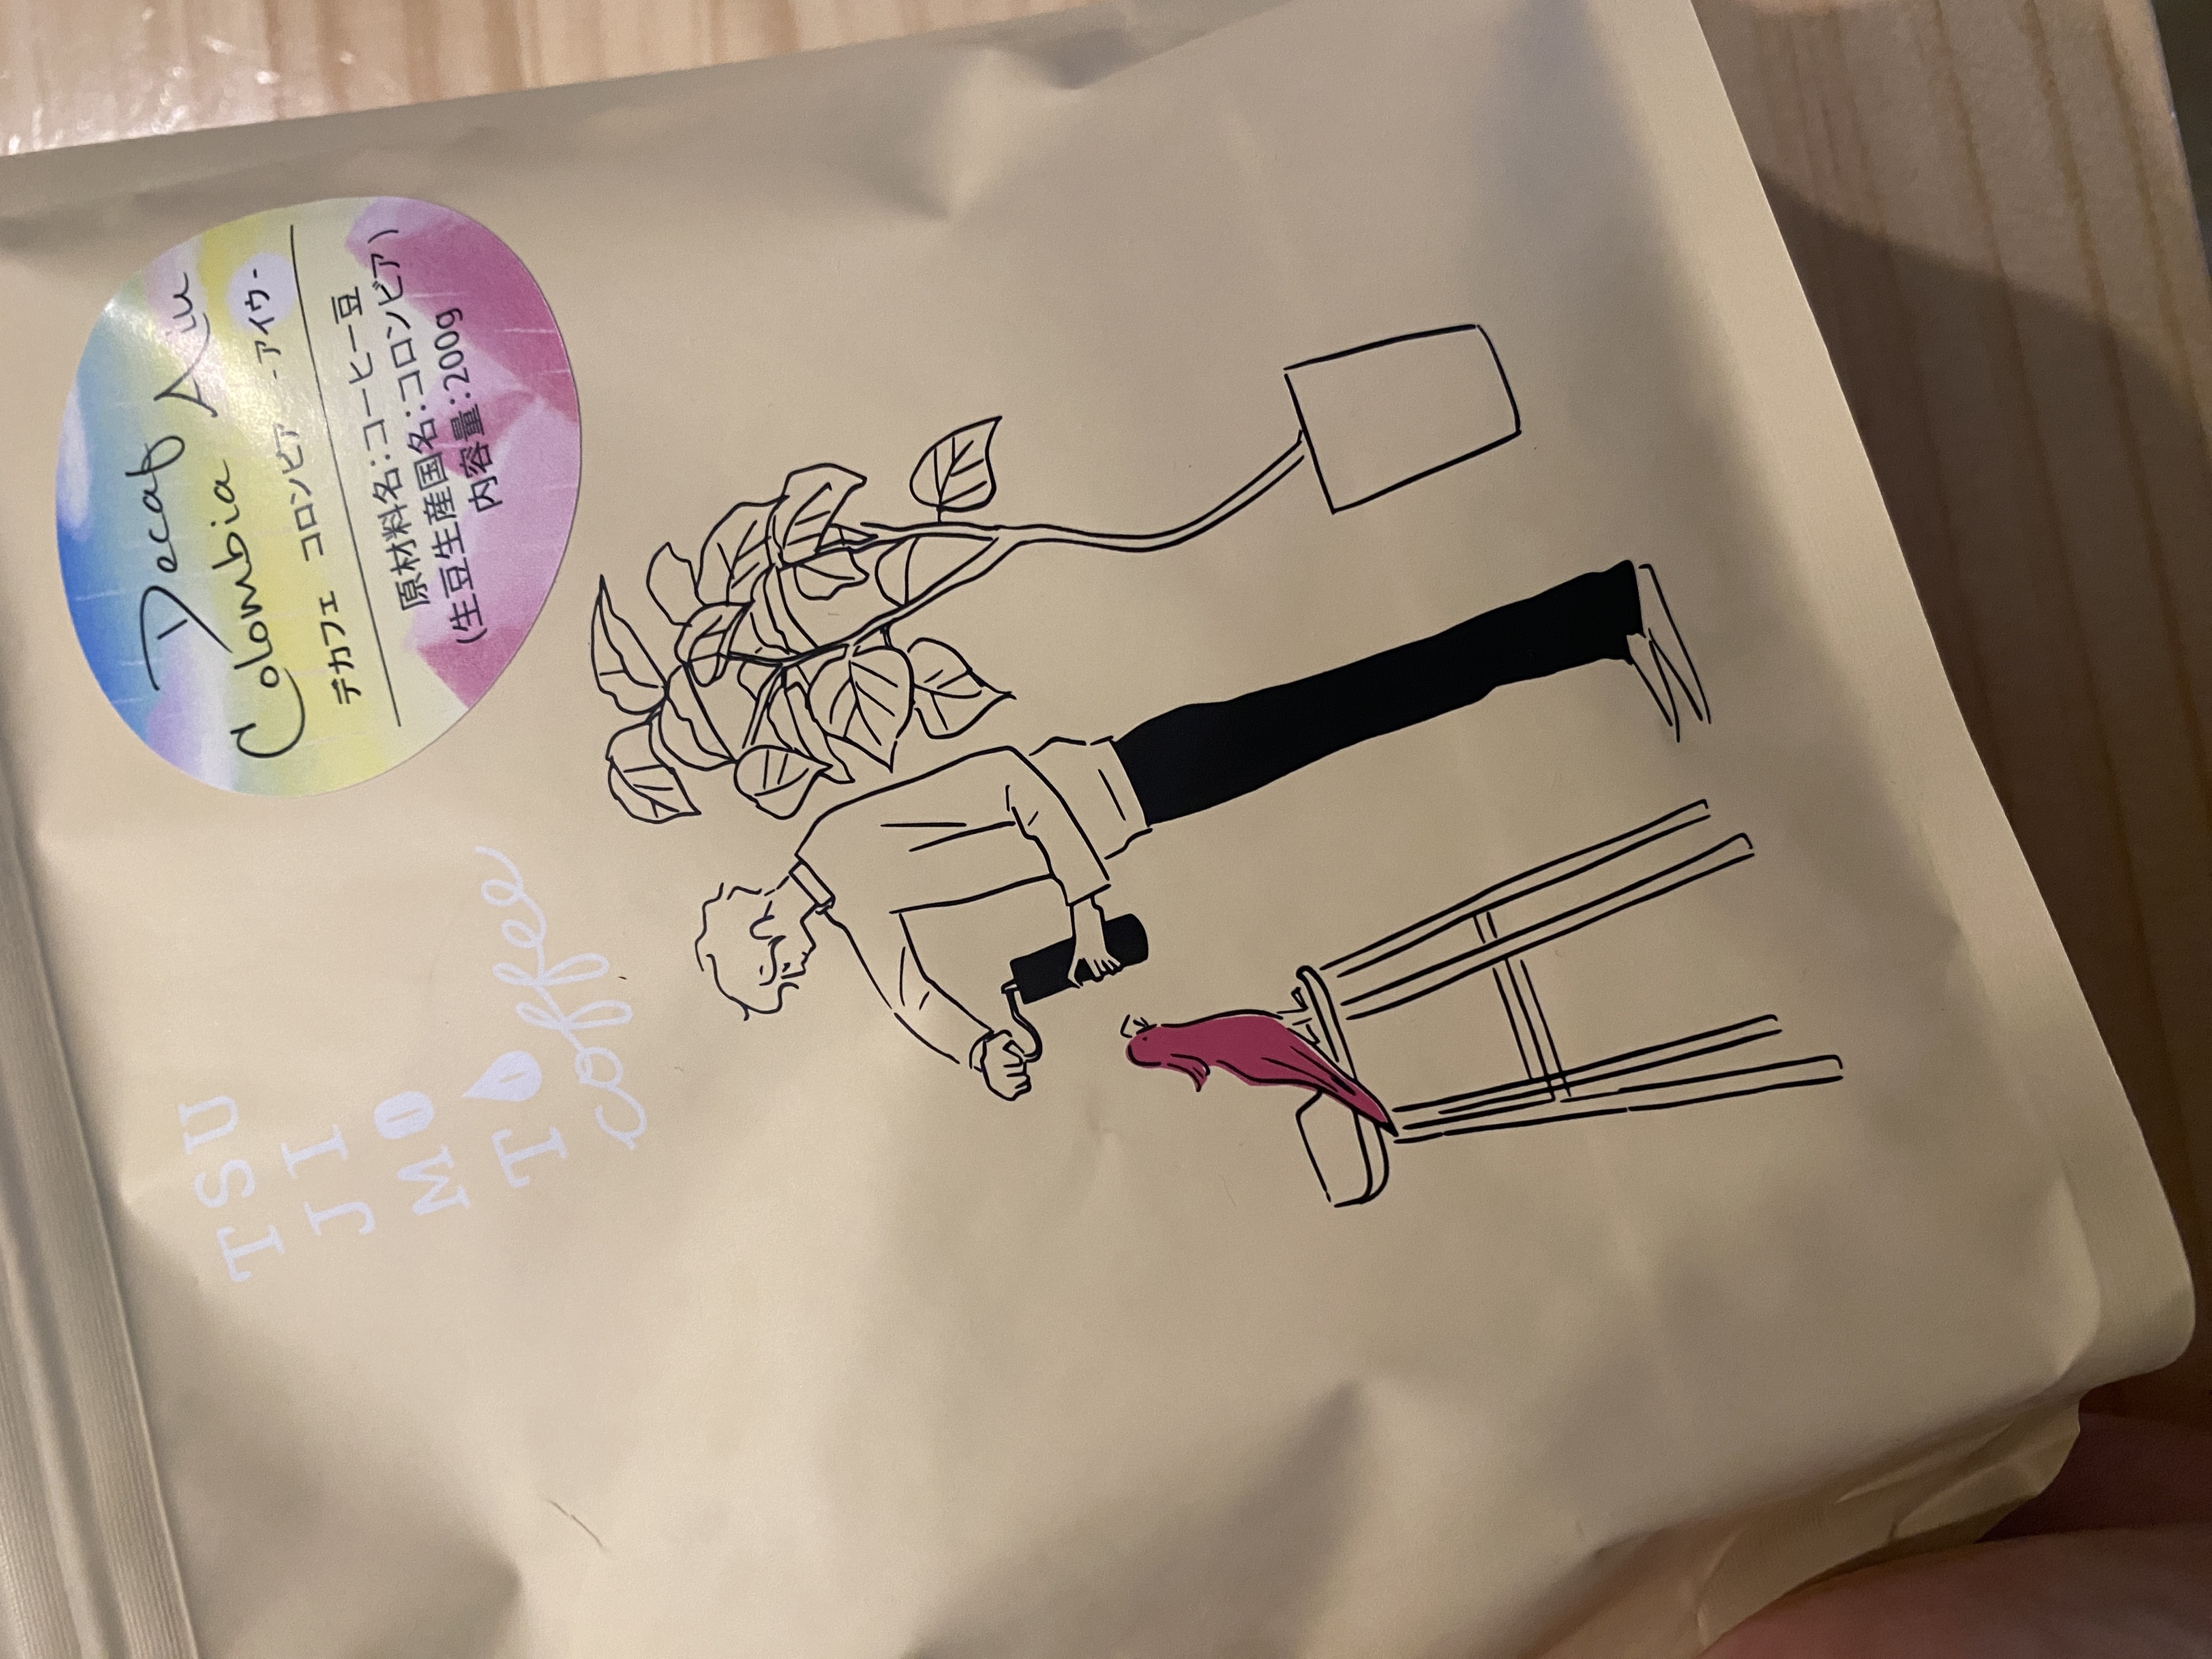 Decaf
Colombia Aiu
デカフェ コロンビア -アイウ-
原材料名:コーヒー豆
(生豆生産国名:コロンビア)
内容量:200g
TSU
JI
MO
TO
coffee